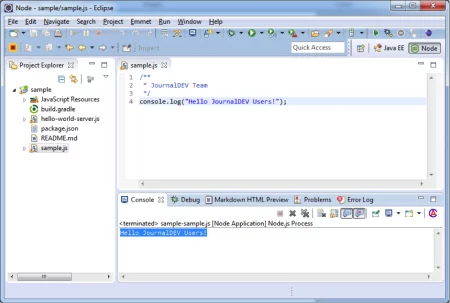 Node - sample/sample.js - Eclipse
File Edit Navigate Search Project Emmet Run Window Help
Inspect
Quick Access
Java EE
Node
Project Explorer
sample
JavaScript Resources
build.gradle
hello-world-server.js
package.json
README.md
sample.js
sample.js
1 /**
2 * JournalDEV Team
3 */
4 console.log("Hello JournalDEV Users!");
Console Debug Markdown HTML Preview Problems Error Log
<terminated> sample-sample.js [Node Application] Node.js Process
Hello JournalDEV Users!